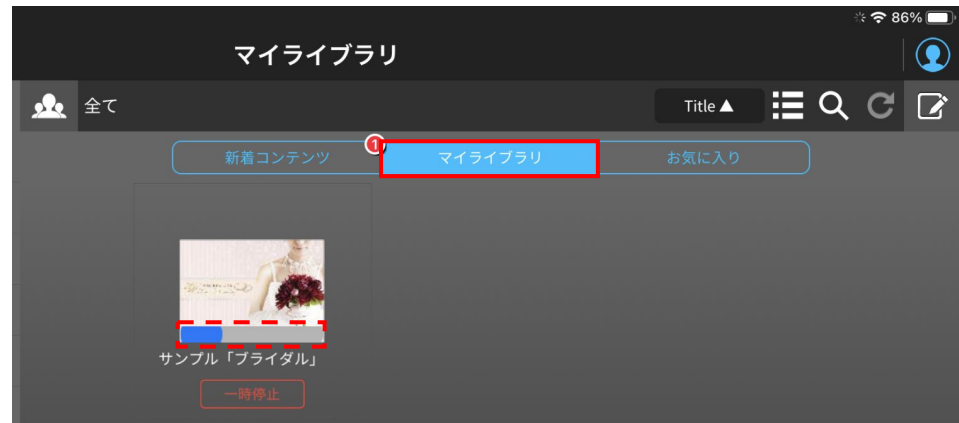 86%
マイライブラリ
全て
Title ▲
新着コンテンツ
1
マイライブラリ
お気に入り
サンプル「ブライダル」
一時停止